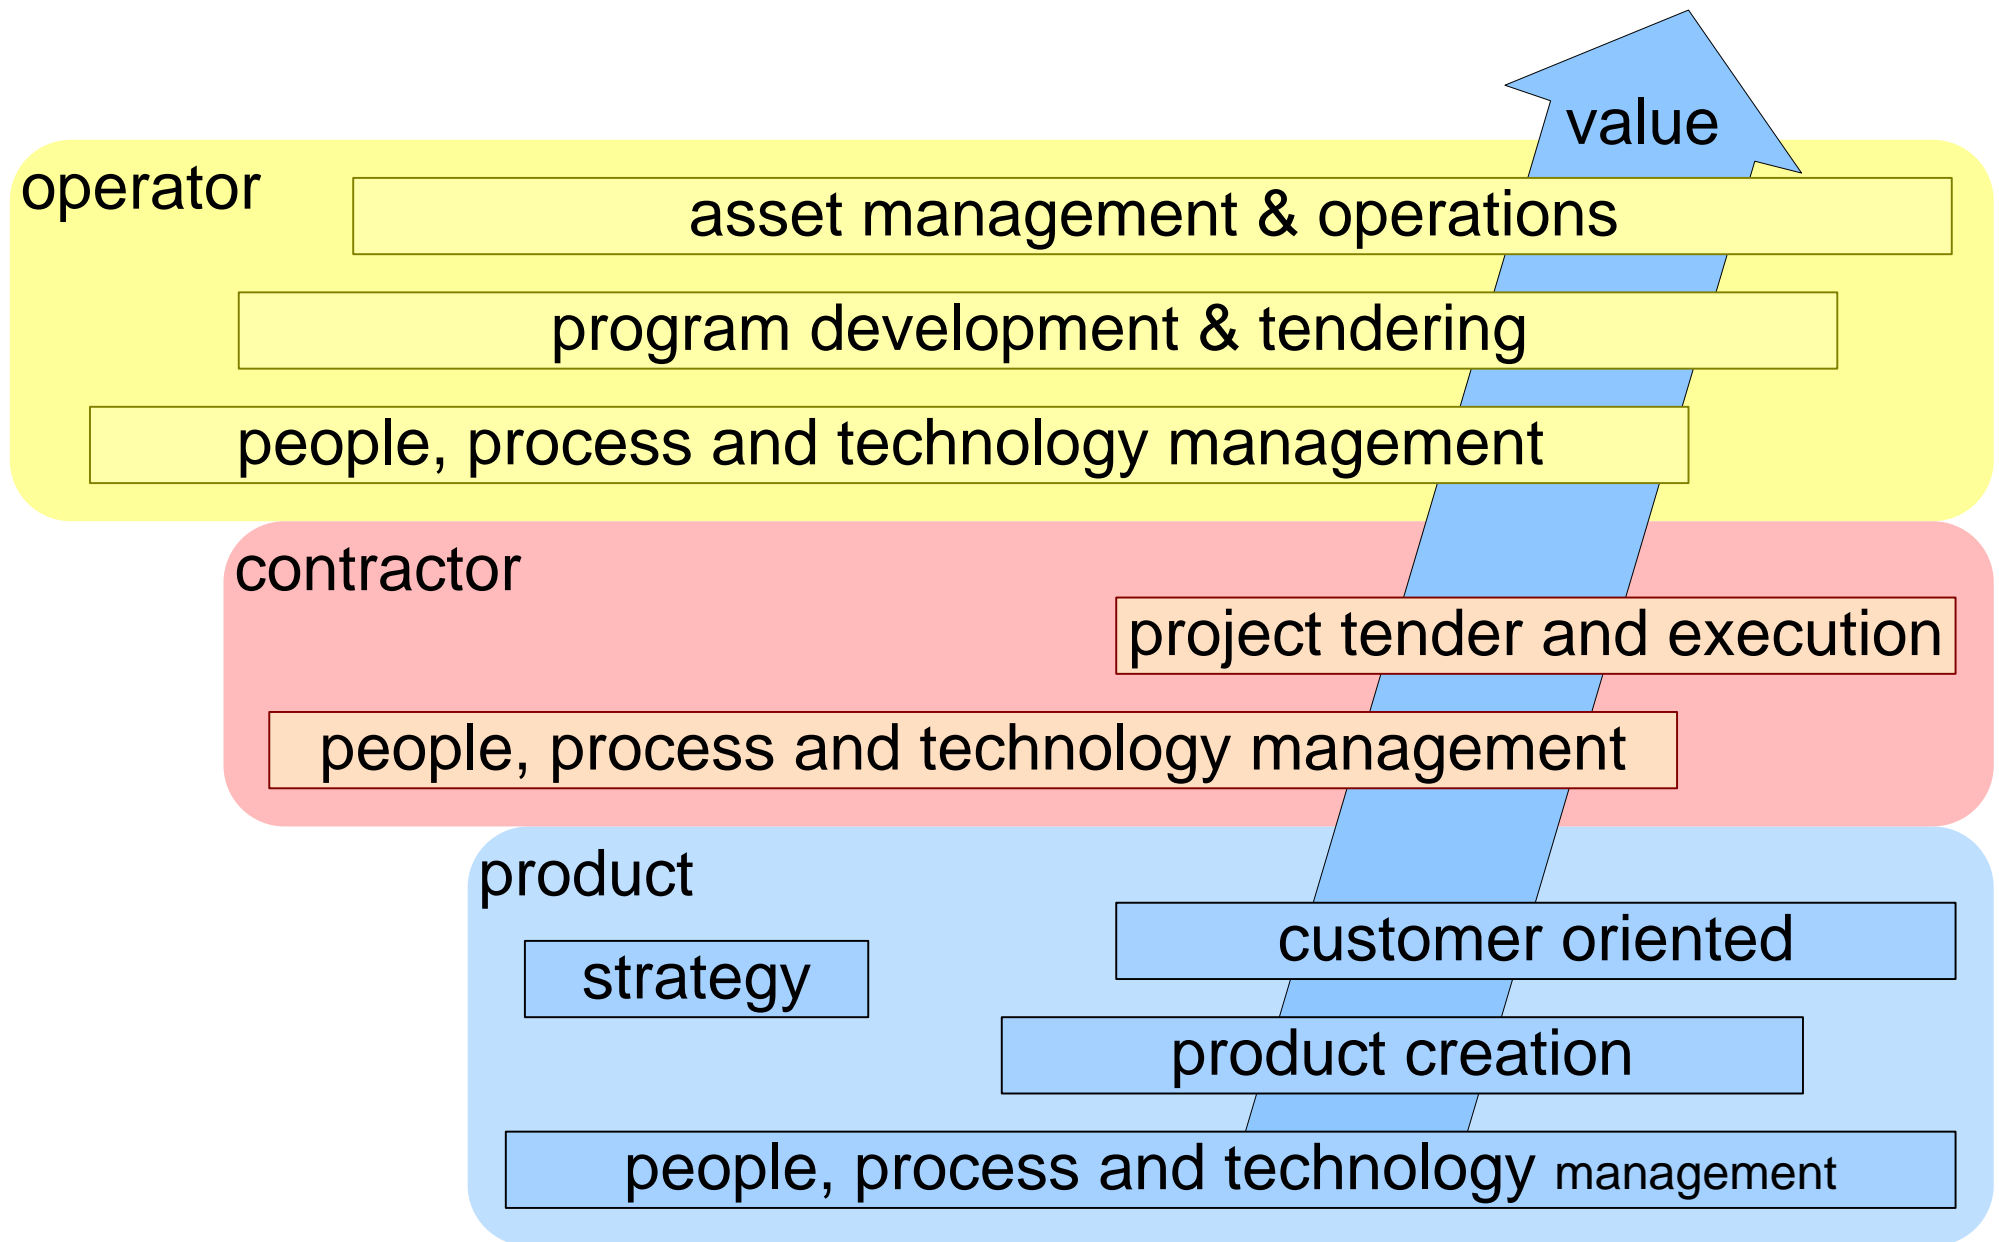 value
operator
asset management & operations
program development & tendering
people, process and technology management
contractor
project tender and execution
people, process and technology management
product
customer oriented
strategy
product creation
people, process and technology management